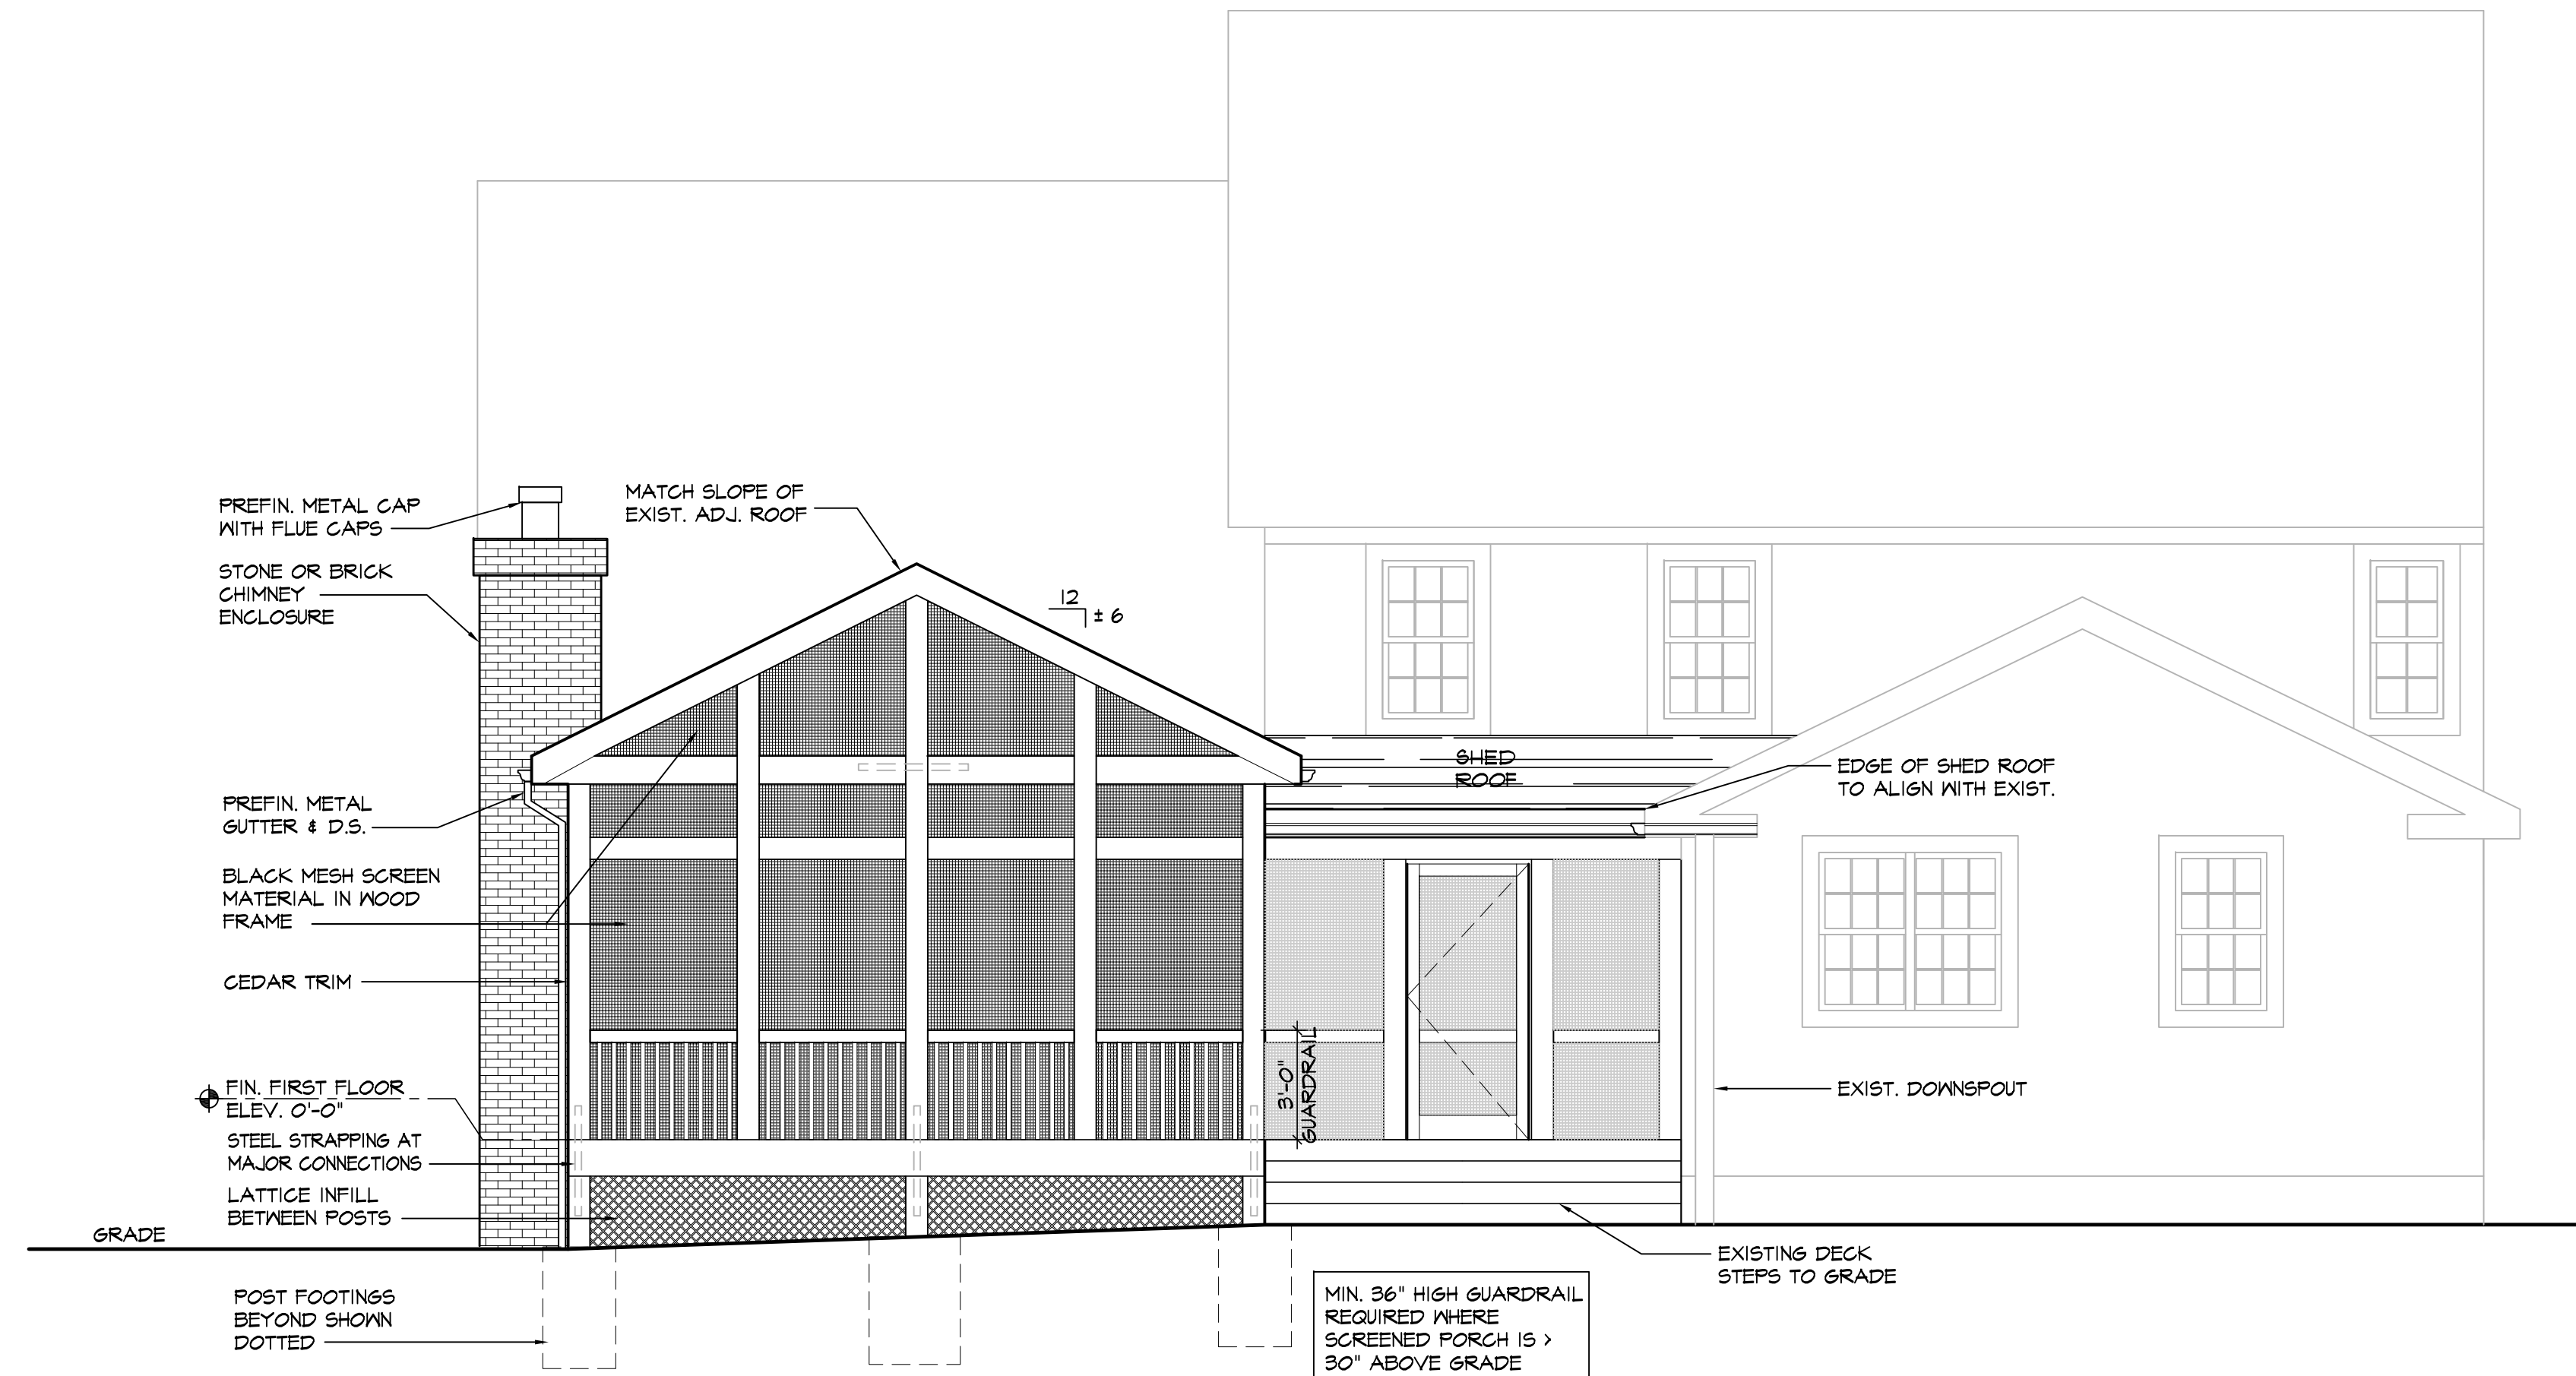 PREFIN. METAL CAP
WITH FLUE CAPS
STONE OR BRICK
CHIMNEY
ENCLOSURE
MATCH SLOPE OF
EXIST. ADJ. ROOF
12
± 6
PREFIN. METAL
GUTTER & D.S.
BLACK MESH SCREEN
MATERIAL IN WOOD
FRAME
CEDAR TRIM
FIN. FIRST FLOOR
ELEV. 0'-0"
STEEL STRAPPING AT
MAJOR CONNECTIONS
LATTICE INFILL
BETWEEN POSTS
GRADE
POST FOOTINGS
BEYOND SHOWN
DOTTED
SHED
ROOF
EDGE OF SHED ROOF
TO ALIGN WITH EXIST.
3'-0"
GUARDRAIL
EXIST. DOWNSPOUT
EXISTING DECK
STEPS TO GRADE
MIN. 36" HIGH GUARDRAIL
REQUIRED WHERE
SCREENED PORCH IS >
30" ABOVE GRADE